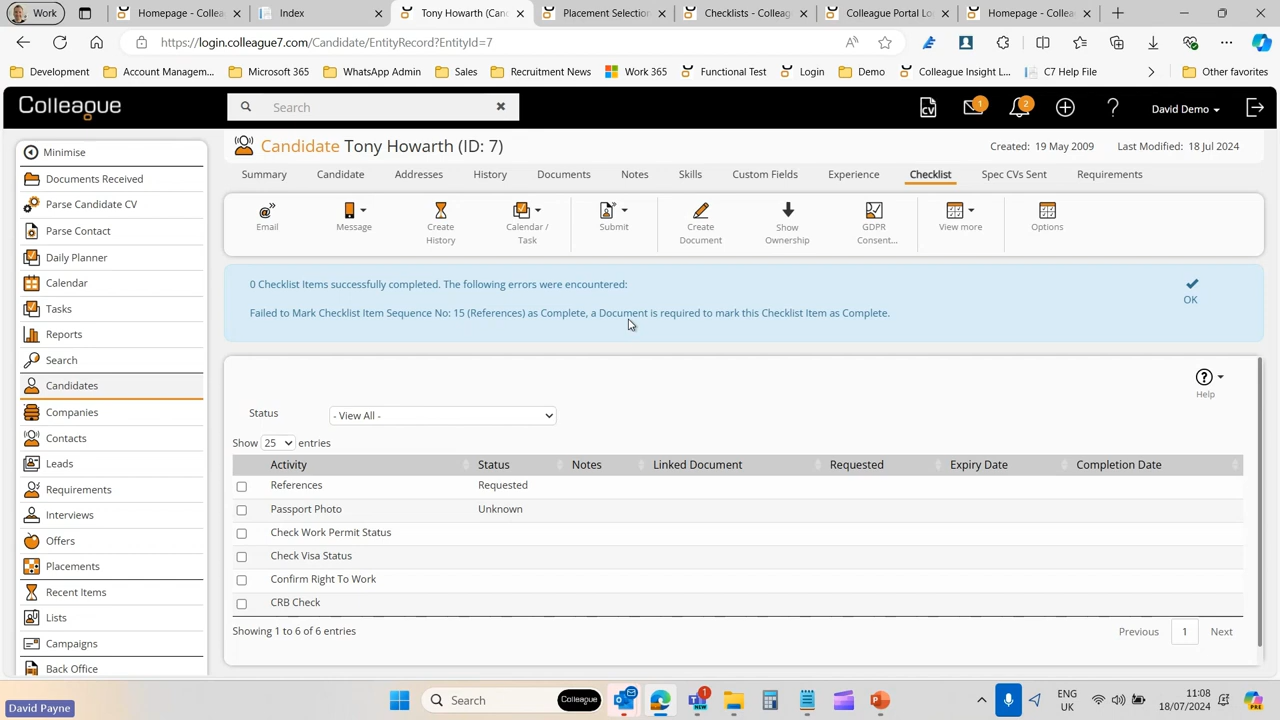 Work
Homepage - Collea
Index
Tony Howarth (Can
Placement Selection
Checklists - Colleag
Colleague Portal Lo
Homepage - Collea
https://login.colleague7.com/Candidate/EntityRecord?EntityId=7
Development
Account Managem...
Microsoft 365
WhatsApp Admin
Sales
Recruitment News
Work 365
Functional Test
Login
Demo
Colleague Insight L...
C7 Help File
Other favorites
Colleague
Search
CV
1
2
David Demo
Minimise
Documents Received
Parse Candidate CV
Parse Contact
Daily Planner
Calendar
Tasks
Reports
Search
Candidates
Companies
Contacts
Leads
Requirements
Interviews
Offers
Placements
Recent Items
Lists
Campaigns
Back Office
Candidate Tony Howarth (ID: 7)
Created: 19 May 2009
Last Modified: 18 Jul 2024
Summary
Candidate
Addresses
History
Documents
Notes
Skills
Custom Fields
Experience
Checklist
Spec CVs Sent
Requirements
Email
Message
Create
History
Calendar /
Task
Submit
Create
Document
Show
Ownership
GDPR
Consent...
View more
Options
0 Checklist Items successfully completed. The following errors were encountered:
Failed to Mark Checklist Item Sequence No: 15 (References) as Complete, a Document is required to mark this Checklist Item as Complete.
OK
Help
Status
- View All -
Show 25 entries
Activity Status Notes Linked Document Requested Expiry Date Completion Date
References Requested
Passport Photo Unknown
Check Work Permit Status
Check Visa Status
Confirm Right To Work
CRB Check
Showing 1 to 6 of 6 entries
Previous 1 Next
David Payne
Search
Colleague
1
ENG
UK
11:08
18/07/2024